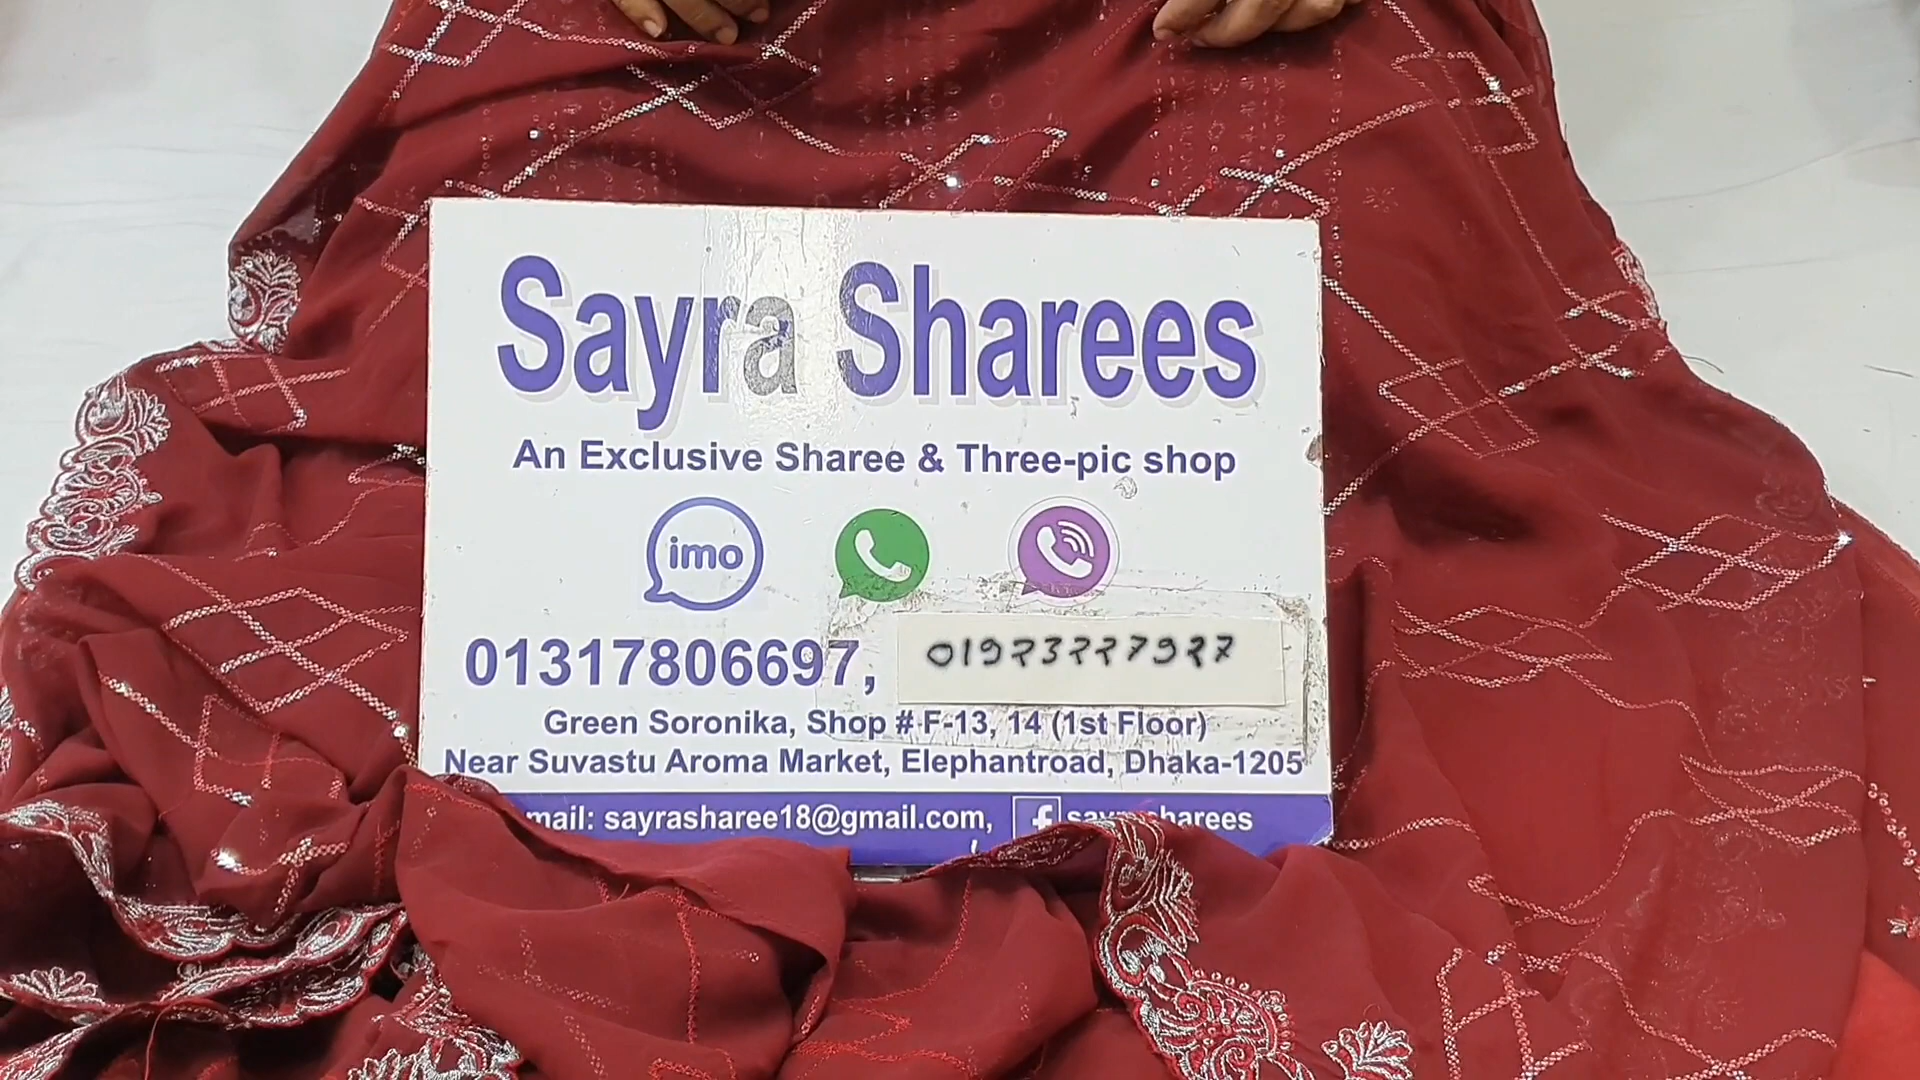 Sayra Sharees
An Exclusive Sharee & Three-pic shop
imo
01317806697, 01923227927
Green Soronika, Shop # F-13, 14 (1st Floor)
Near Suvastu Aroma Market, Elephantroad, Dhaka-1205
mail: sayrasharee18@gmail.com, f